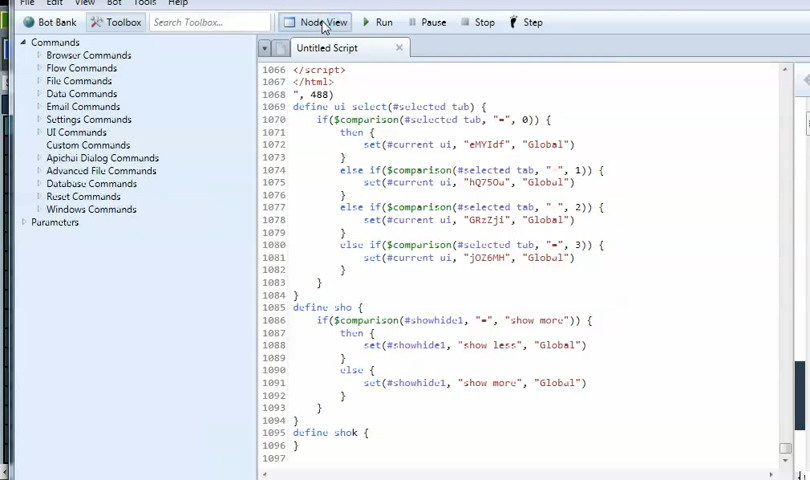 File Edit View Bot Tools Help
Bot Bank Toolbox Search Toolbox... Node View Run Pause Stop Step
Untitled Script
Commands
Browser Commands
Flow Commands
File Commands
Data Commands
Email Commands
Settings Commands
UI Commands
Custom Commands
Apichai Dialog Commands
Advanced File Commands
Database Commands
Reset Commands
Windows Commands
Parameters
1066 </script>
1067 </html>
1068 ", 488)
1069 define ui select(#selected tab) {
1070 if($comparison(#selected tab, "=", 0)) {
1071 then {
1072 set(#current ui, "eMYIdf", "Global")
1073 }
1074 else if($comparison(#selected tab, "=", 1)) {
1075 set(#current ui, "hQ75Ou", "Global")
1076 }
1077 else if($comparison(#selected tab, "=", 2)) {
1078 set(#current ui, "GRzZji", "Global")
1079 }
1080 else if($comparison(#selected tab, "=", 3)) {
1081 set(#current ui, "jOZ6MH", "Global")
1082 }
1083 }
1084 }
1085 define sho {
1086 if($comparison(#showhide1, "=", "show more")) {
1087 then {
1088 set(#showhide1, "show less", "Global")
1089 }
1090 else {
1091 set(#showhide1, "show more", "Global")
1092 }
1093 }
1094 }
1095 define shok {
1096 }
1097